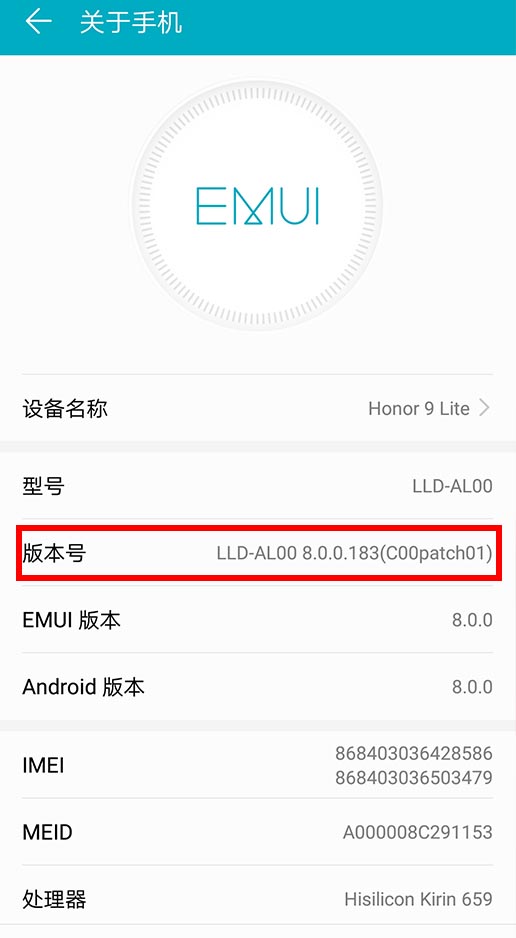 关于手机
EMUI
设备名称 Honor 9 Lite
型号 LLD-AL00
版本号 LLD-AL00 8.0.0.183(C00patch01)
EMUI 版本 8.0.0
Android 版本 8.0.0
IMEI 868403036428586
868403036503479
MEID A000008C291153
处理器 Hisilicon Kirin 659